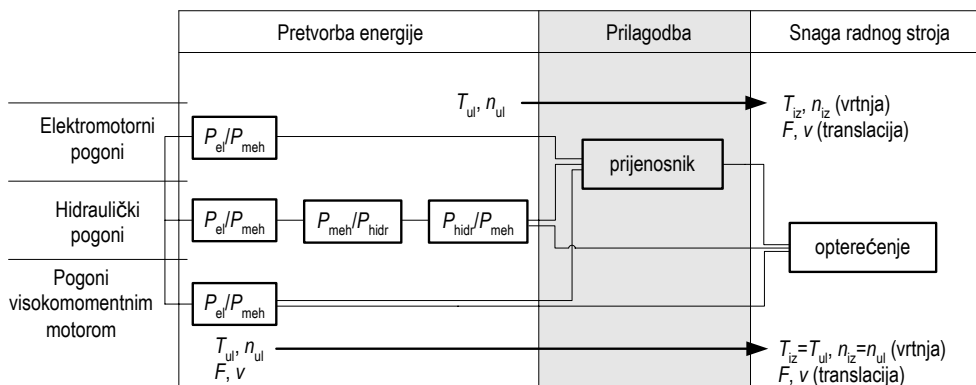 Pretvorba energije
Prilagodba
Snaga radnog stroja
T_ul, n_ul
T_iz, n_iz (vrtnja)
F, v (translacija)
Elektromotorni
pogoni
P_el/P_meh
prijenosnik
Hidraulički
pogoni
P_el/P_meh
P_meh/P_hidr
P_hidr/P_meh
opterećenje
Pogoni
visokomomentnim
motorom
P_el/P_meh
T_ul, n_ul
F, v
T_iz=T_ul, n_iz=n_ul (vrtnja)
F, v (translacija)